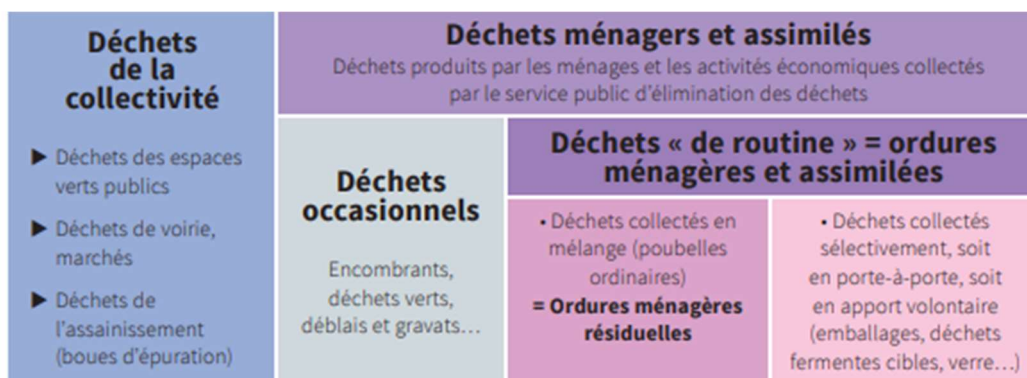 Déchets
de la
collectivité
▶ Déchets des espaces
verts publics
▶ Déchets de voirie,
marchés
▶ Déchets de
l'assainissement
(boues d'épuration)
Déchets ménagers et assimilés
Déchets produits par les ménages et les activités économiques collectés
par le service public d'élimination des déchets
Déchets
occasionnels
Encombrants,
déchets verts,
déblais et gravats...
Déchets « de routine » = ordures
ménagères et assimilées
• Déchets collectés en
mélange (poubelles
ordinaires)
= Ordures ménagères
résiduelles
• Déchets collectés
sélectivement, soit
en porte-à-porte, soit
en apport volontaire
(emballages, déchets
fermentes cibles, verre...)